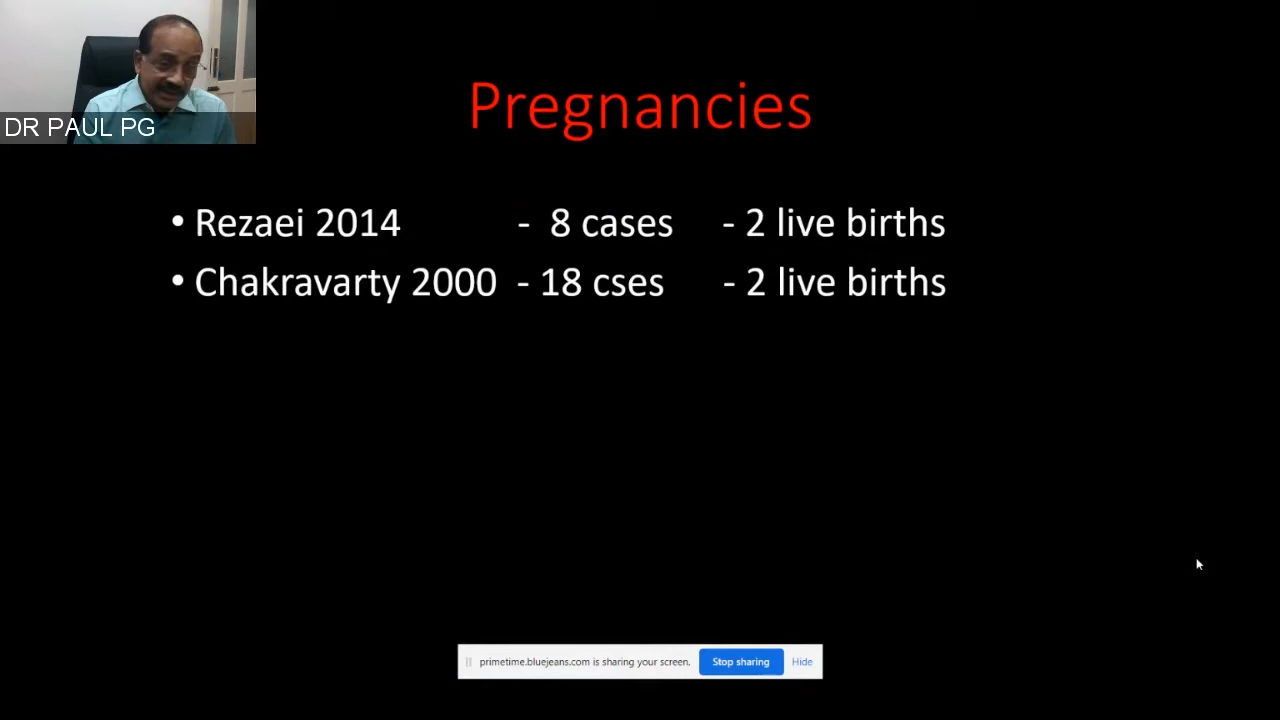 DR PAUL PG
Pregnancies
• Rezaei 2014 - 8 cases - 2 live births
• Chakravarty 2000 - 18 cses - 2 live births
primetime.bluejeans.com is sharing your screen. Stop sharing Hide